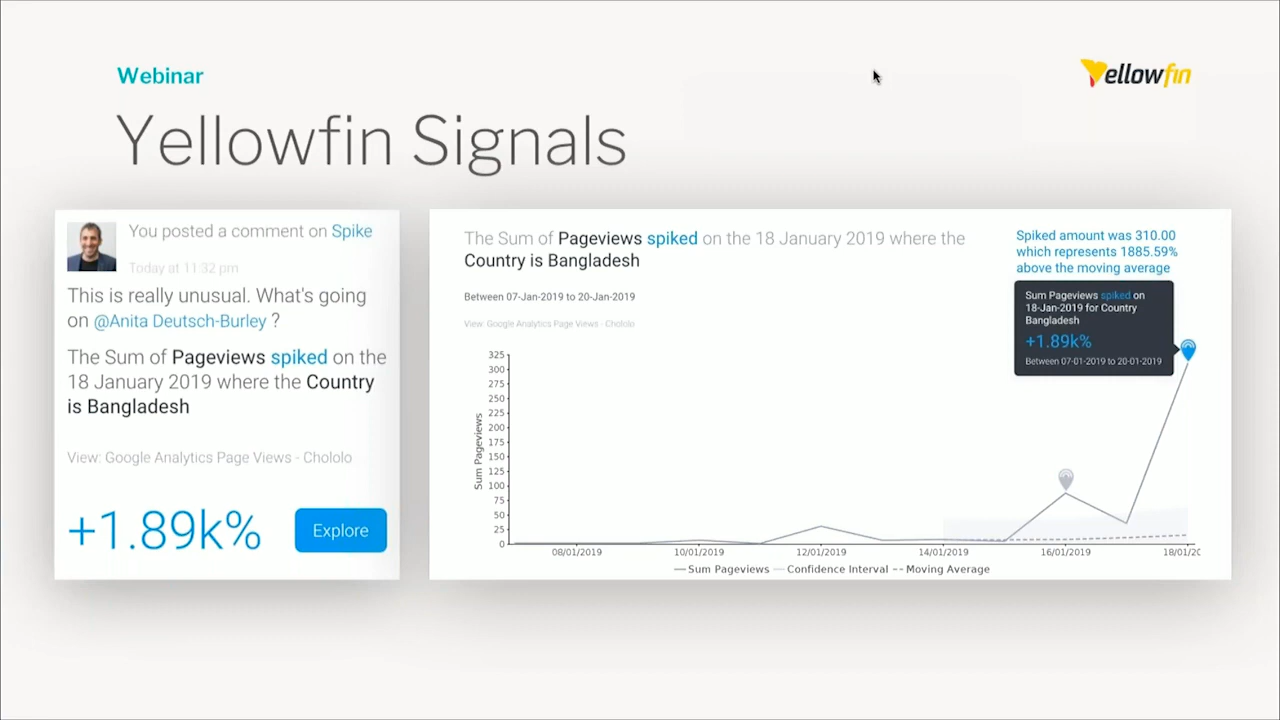 Webinar
Yellowfin
Yellowfin Signals
You posted a comment on Spike
Today at 11:32 pm
This is really unusual. What's going
on @Anita Deutsch-Burley ?
The Sum of Pageviews spiked on the
18 January 2019 where the Country
is Bangladesh
View: Google Analytics Page Views - Chololo
+1.89k%
Explore
The Sum of Pageviews spiked on the 18 January 2019 where the
Country is Bangladesh
Between 07-Jan-2019 to 20-Jan-2019
View: Google Analytics Page Views - Chololo
Spiked amount was 310.00
which represents 1885.59%
above the moving average
Sum Pageviews spiked on
18-Jan-2019 for Country
Bangladesh
+1.89k%
Between 07-01-2019 to 20-01-2019
Sum Pageviews
325
300
275
250
225
200
175
150
125
100
75
50
25
0
08/01/2019 10/01/2019 12/01/2019 14/01/2019 16/01/2019 18/01/20
Sum Pageviews Confidence Interval Moving Average